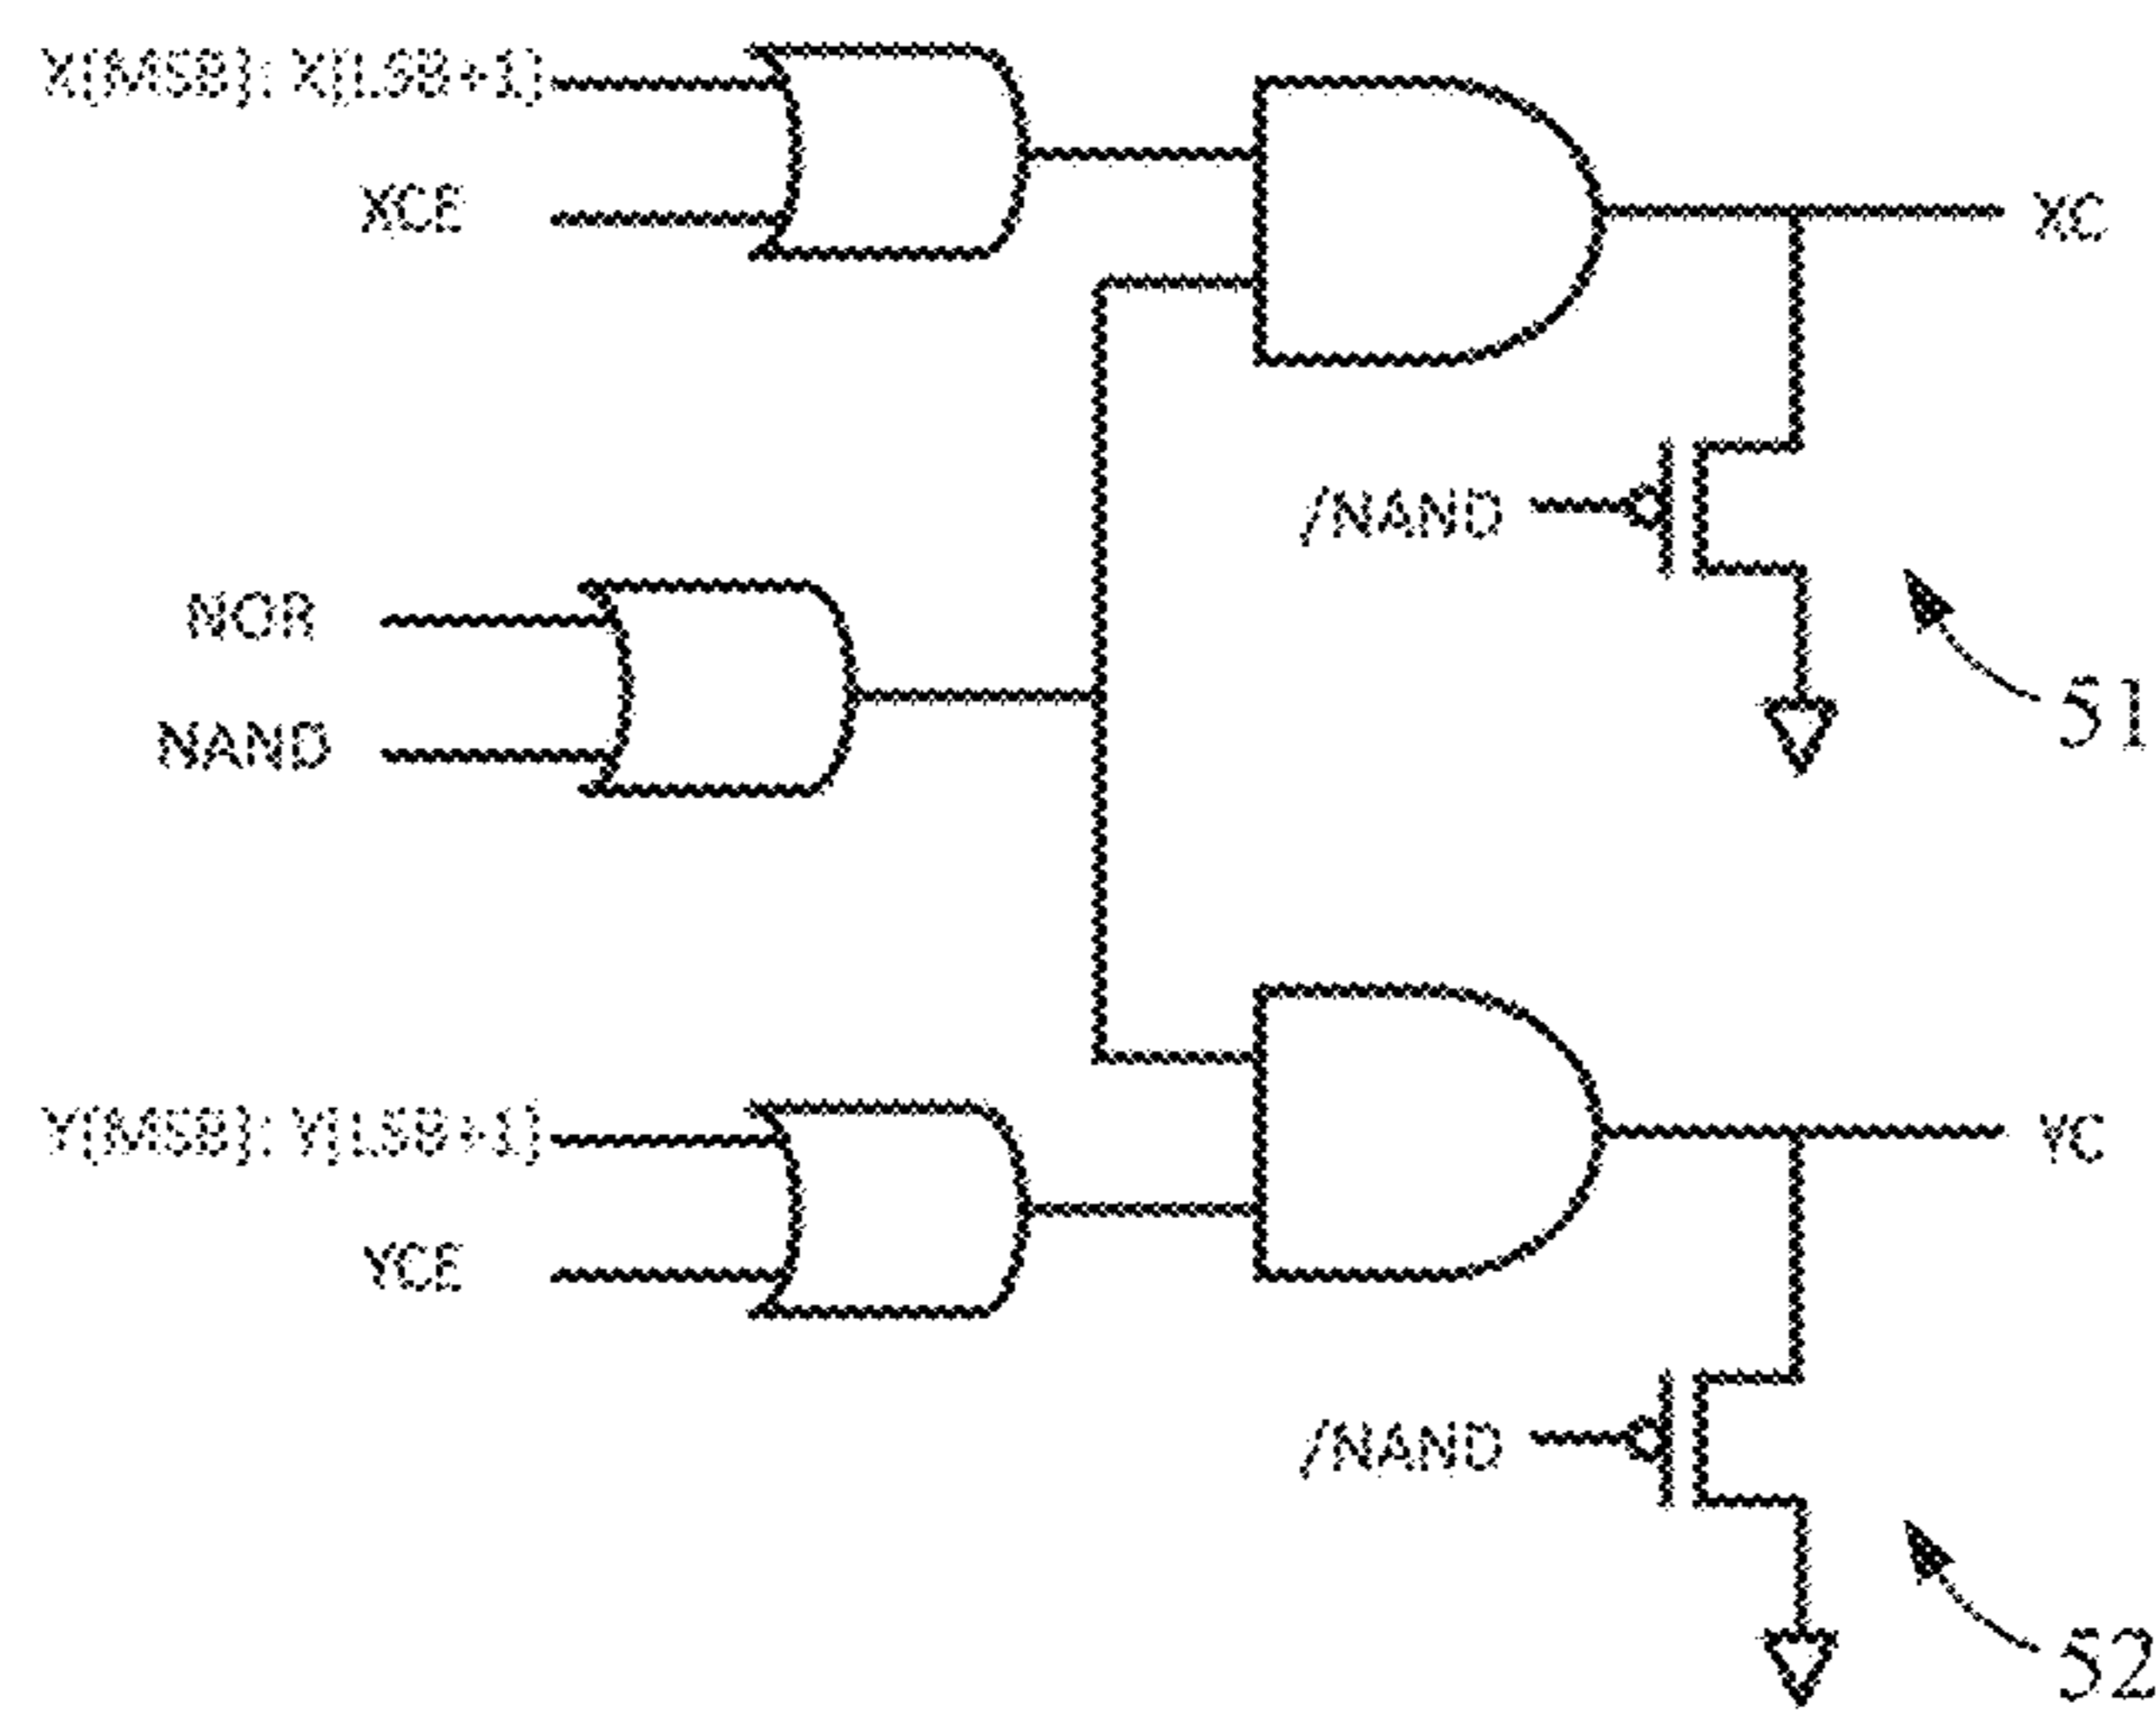 X[MSB]: X[LSB+1]
XCE
XC
/NAND
NOR
51
NAND
Y[MSB]: Y[LSB+1]
YC
YCE
/NAND
52